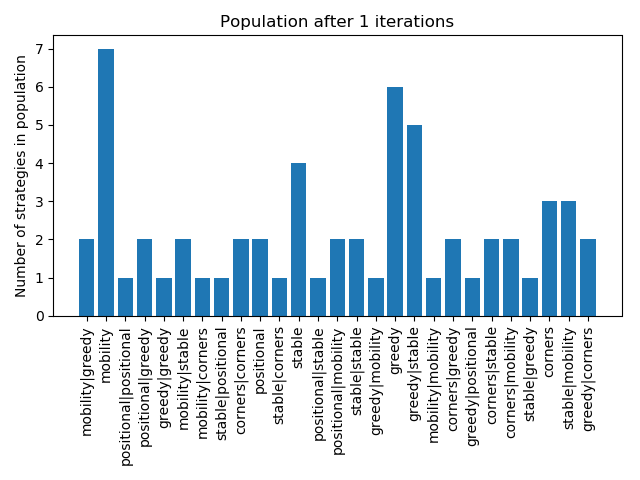 Population after 1 iterations
Number of strategies in population
7
6
5
4
3
2
1
0
mobility|greedy
mobility
positional|positional
positional|greedy
greedy|greedy
mobility|stable
mobility|corners
stable|positional
corners|corners
positional
stable|corners
stable
positional|stable
positional|mobility
stable|stable
greedy|mobility
greedy
greedy|stable
mobility|mobility
corners|greedy
greedy|positional
corners|stable
corners|mobility
stable|greedy
corners
stable|mobility
greedy|corners